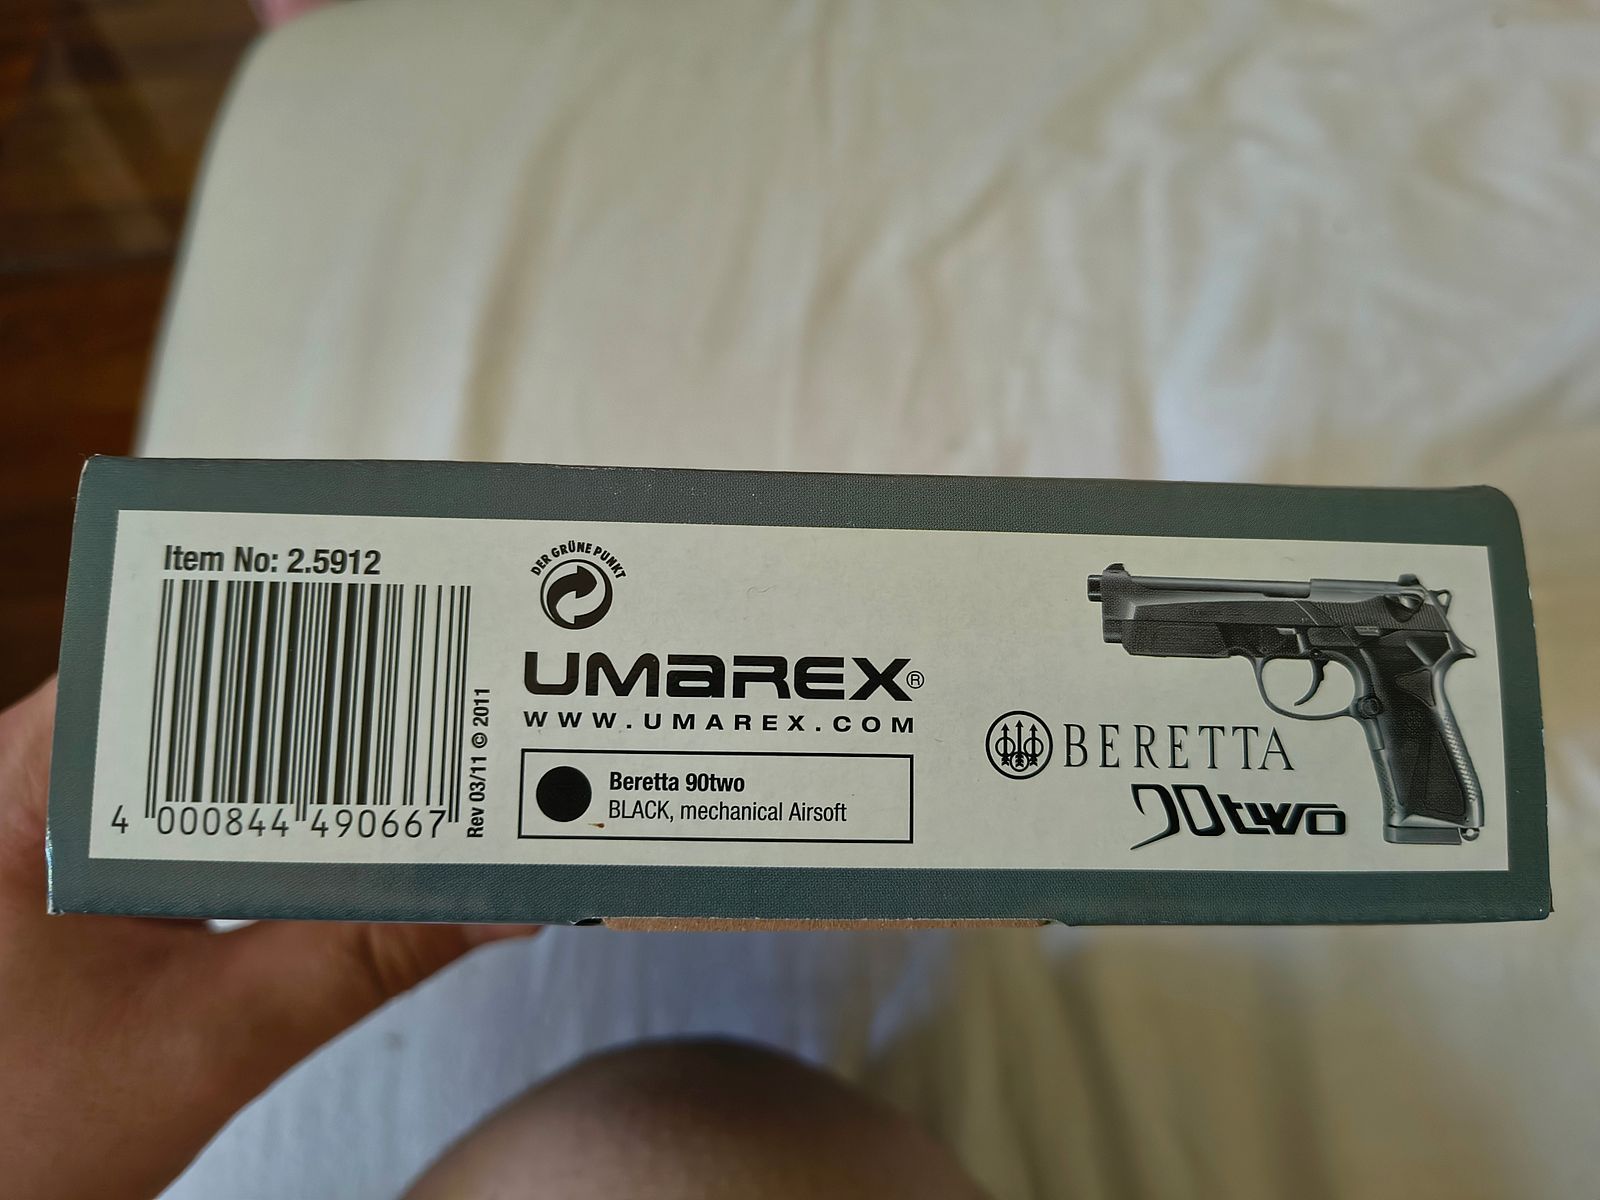 Item No: 2.5912
4 000844 490667
Rev 03/11 © 2011
DER GRÜNE PUNKT
UMAREX®
WWW.UMAREX.COM
Beretta 90two
BLACK, mechanical Airsoft
BERETTA
90two